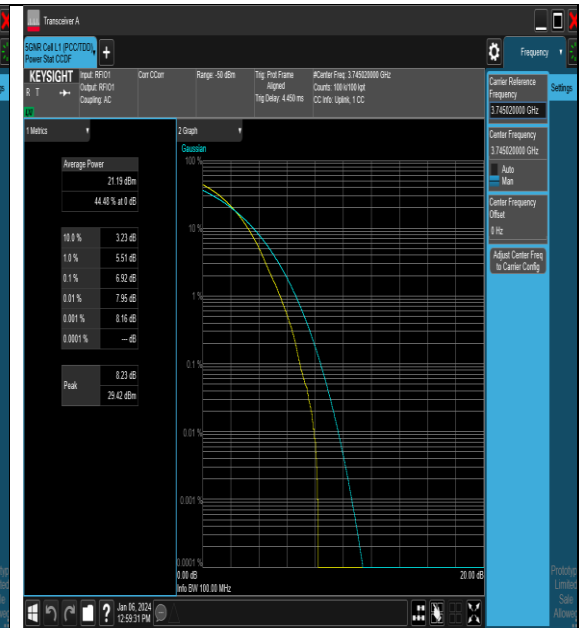 Transceiver A
5GNR Cell L1 (PCC/TDD),
Power Stat CCDF
+
Frequency
KEYSIGHT
R T
LV
Input: RFIO1
Output: RFIO1
Coupling: AC
Corr CCorr
Range: -50 dBm
Trig: Prot Frame
Aligned
Trig Delay: 4.450 ms
#Center Freq: 3.745020000 GHz
Counts: 100 k/100 kpt
CC Info: Uplink, 1 CC
1 Metrics
Average Power
21.19 dBm
44.48 % at 0 dB
10.0 % 3.23 dB
1.0 % 5.51 dB
0.1 % 6.92 dB
0.01 % 7.95 dB
0.001 % 8.16 dB
0.0001 % --- dB
Peak 8.23 dB
29.42 dBm
2 Graph
Gaussian
100 %
10 %
1 %
0.1 %
0.01 %
0.001 %
0.0001 %
0.00 dB
20.00 dB
Info BW 100.00 MHz
Carrier Reference
Frequency
3.745020000 GHz
Center Frequency
3.745020000 GHz
Auto
Man
Center Frequency
Offset
0 Hz
Adjust Center Freq
to Carrier Config
Settings
Jan 06, 2024
12:59:31 PM
?